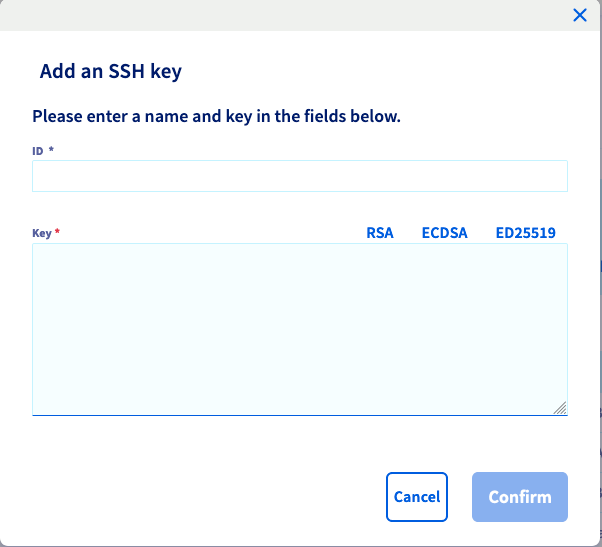 Add an SSH key
Please enter a name and key in the fields below.
ID *
Key * RSA ECDSA ED25519
Cancel Confirm